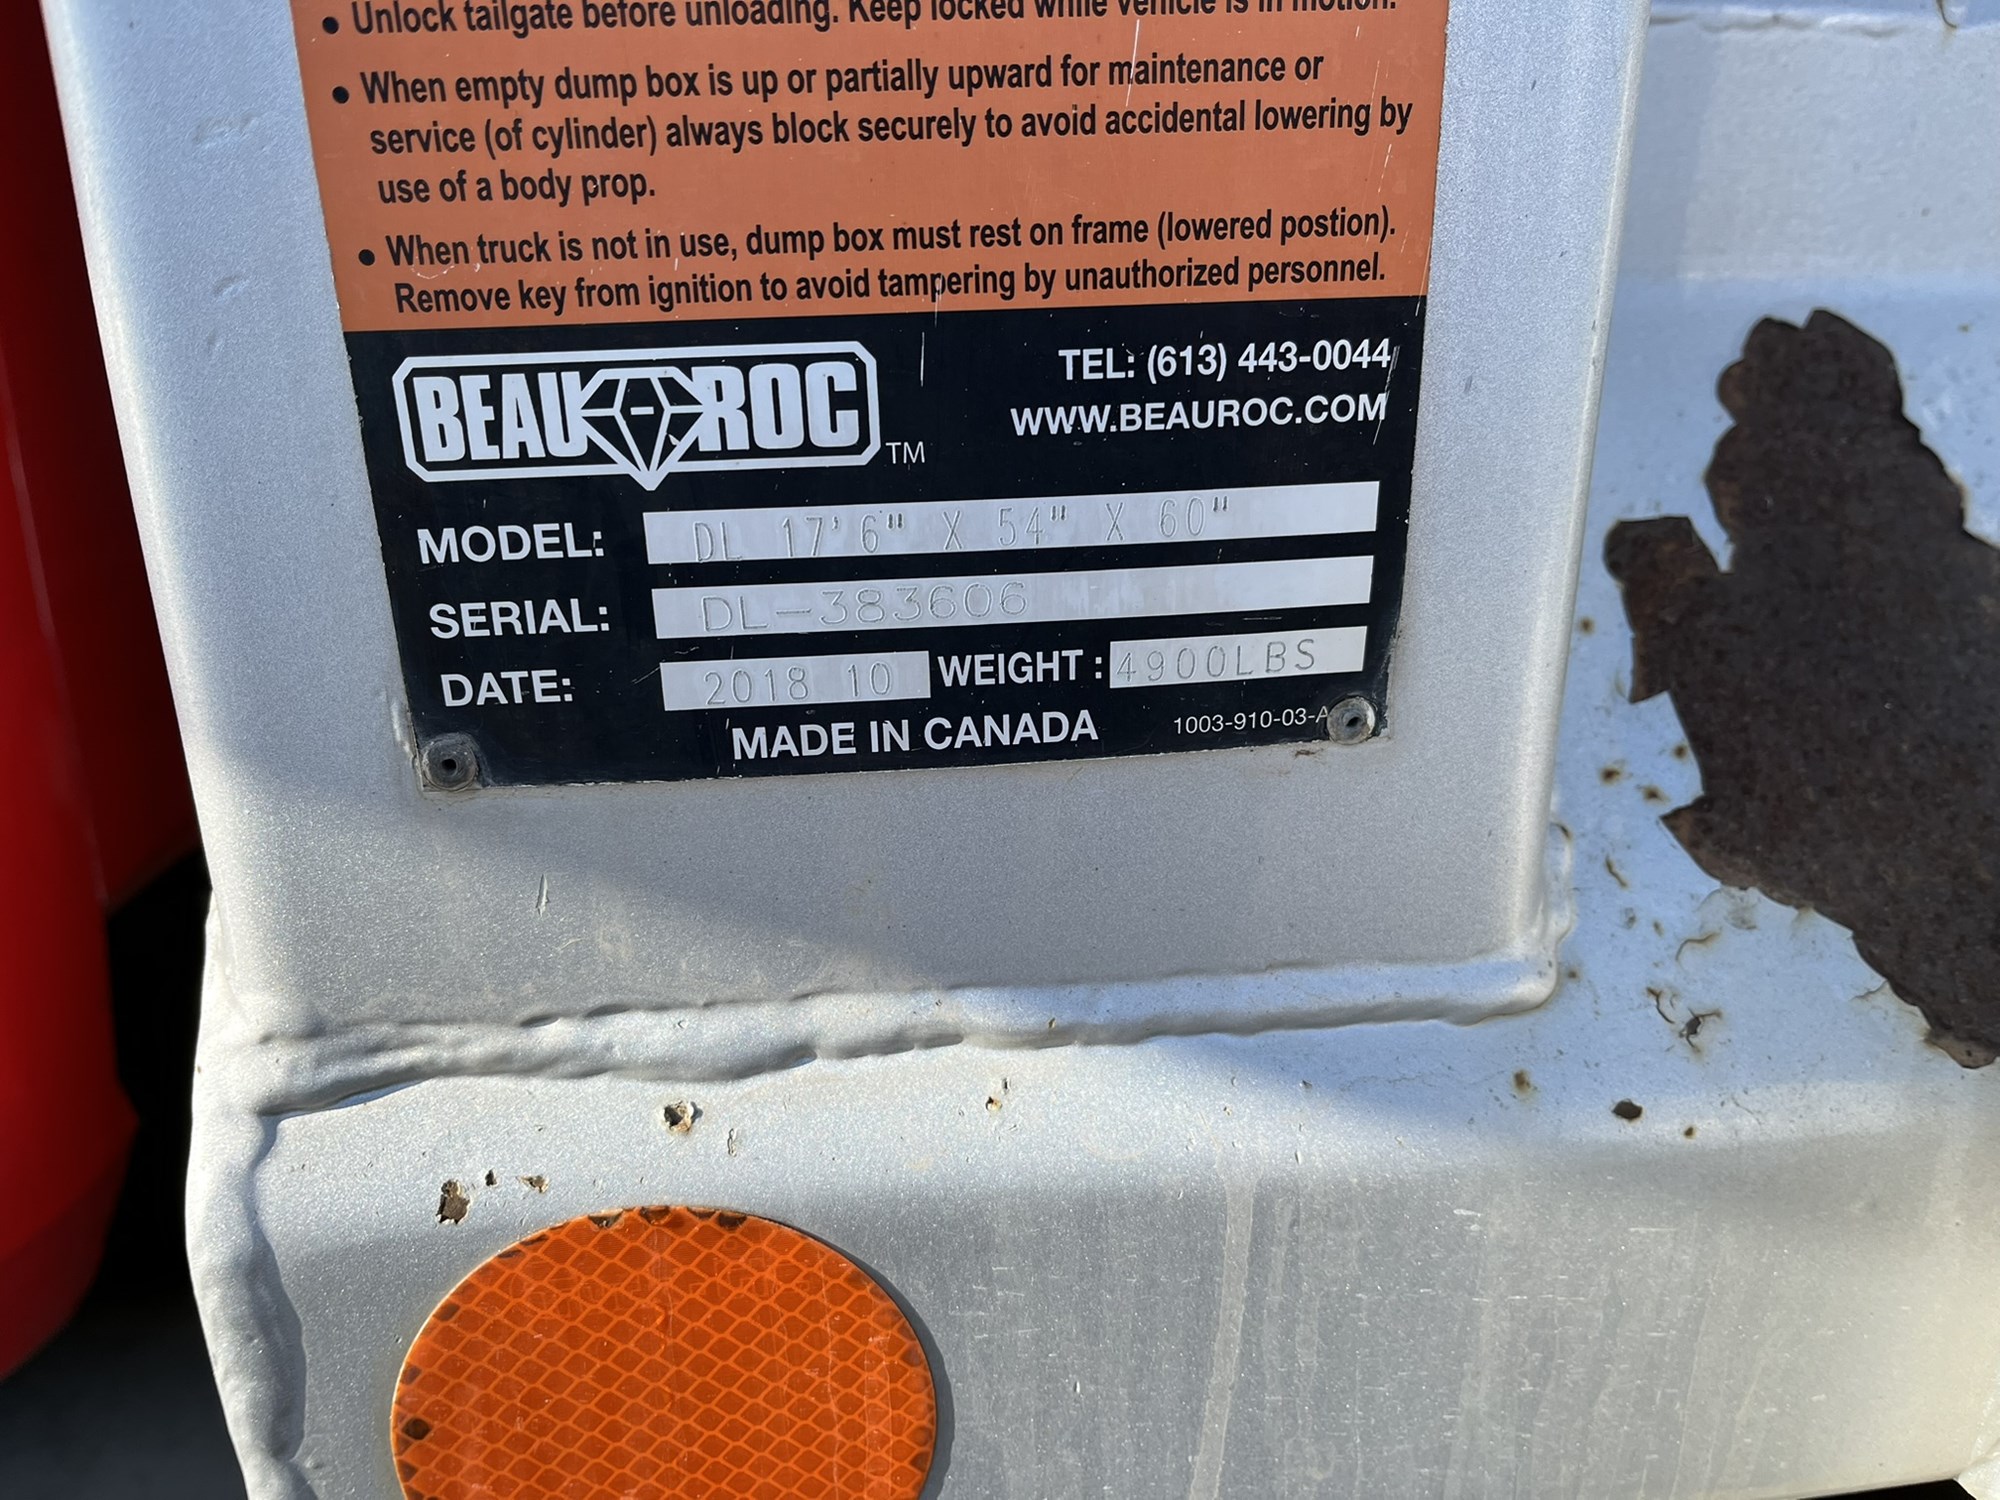 • Unlock tailgate before unloading. Keep locked while vehicle is in motion.
• When empty dump box is up or partially upward for maintenance or
service (of cylinder) always block securely to avoid accidental lowering by
use of a body prop.
• When truck is not in use, dump box must rest on frame (lowered postion).
Remove key from ignition to avoid tampering by unauthorized personnel.
BEAUROC TM
TEL: (613) 443-0044
WWW.BEAUROC.COM
MODEL: DL 17'6" X 54" X 60"
SERIAL: DL-383606
DATE: 2018 10 WEIGHT: 4900LBS
MADE IN CANADA 1003-910-03-A